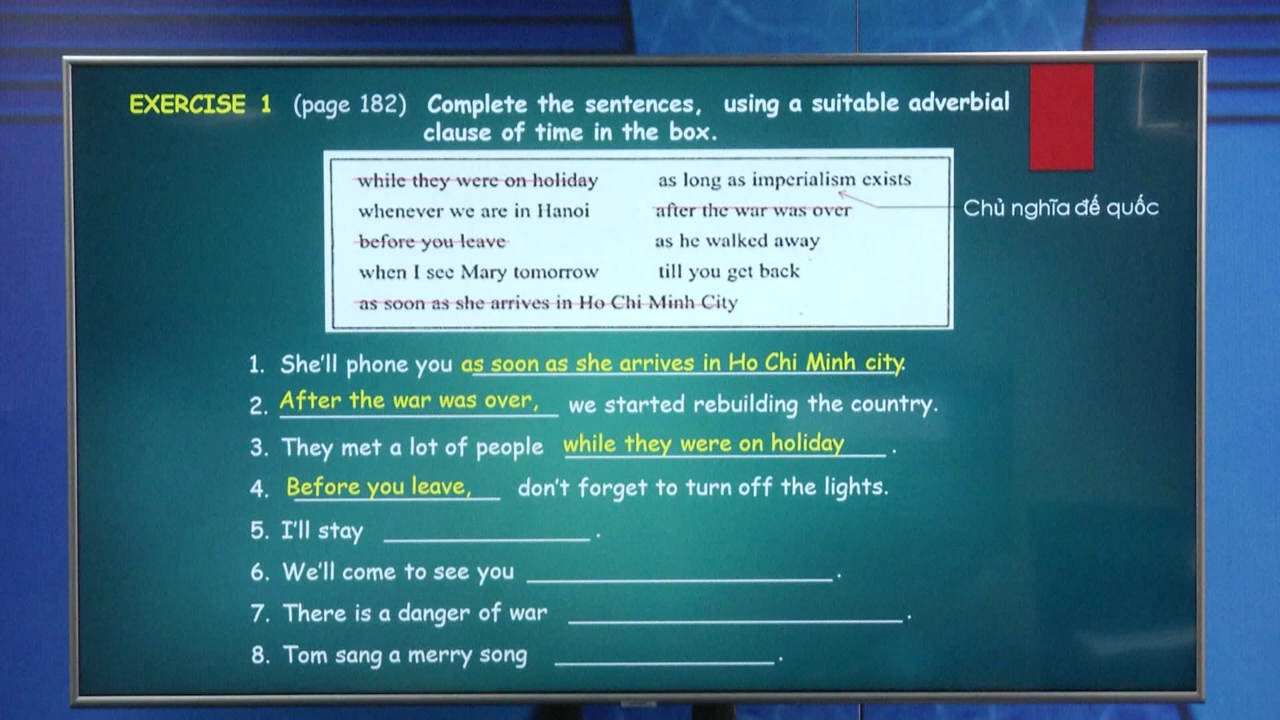 EXERCISE 1 (page 182) Complete the sentences, using a suitable adverbial
clause of time in the box.
while they were on holiday as long as imperialism exists
whenever we are in Hanoi after the war was over
Chủ nghĩa đế quốc
before you leave as he walked away
when I see Mary tomorrow till you get back
as soon as she arrives in Ho Chi Minh City
1. She'll phone you as soon as she arrives in Ho Chi Minh city.
2. After the war was over, we started rebuilding the country.
3. They met a lot of people while they were on holiday.
4. Before you leave, don't forget to turn off the lights.
5. I'll stay ____________.
6. We'll come to see you ____________.
7. There is a danger of war ____________.
8. Tom sang a merry song ____________.